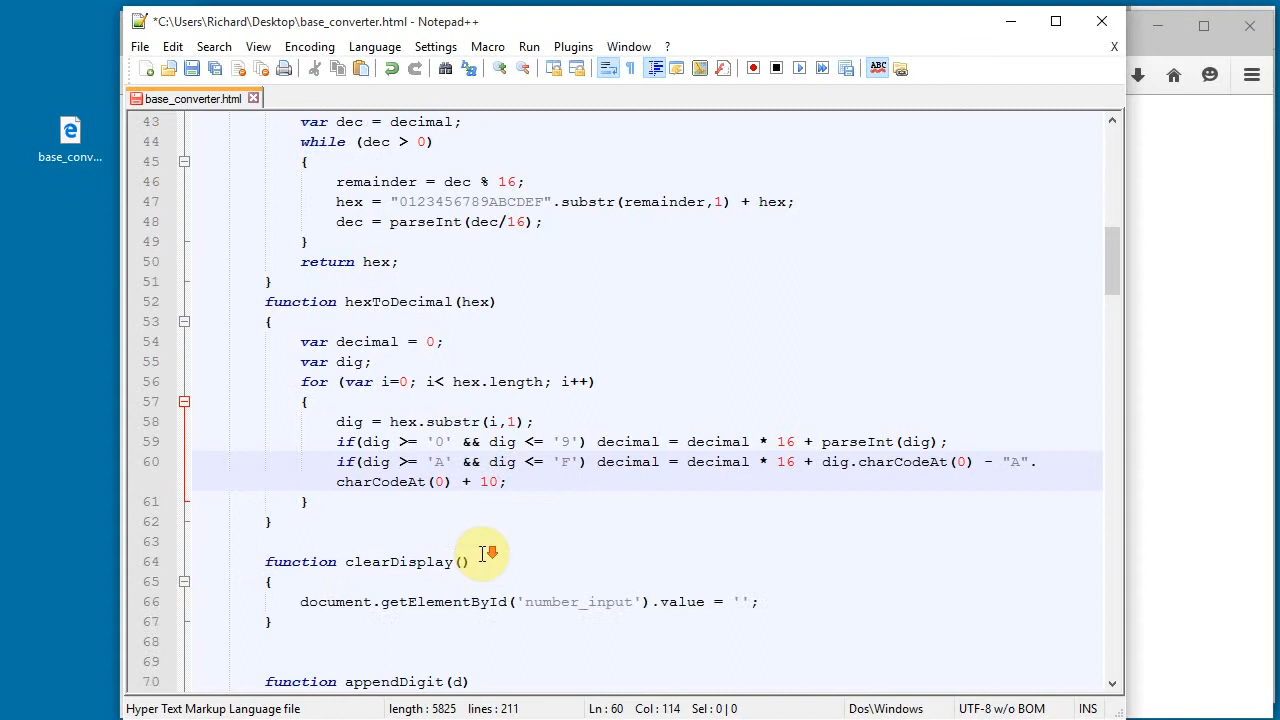 *C:\Users\Richard\Desktop\base_converter.html - Notepad++
File Edit Search View Encoding Language Settings Macro Run Plugins Window ? X
base_converter.html
base_conv...
43 var dec = decimal;
44 while (dec > 0)
45 {
46 remainder = dec % 16;
47 hex = "0123456789ABCDEF".substr(remainder,1) + hex;
48 dec = parseInt(dec/16);
49 }
50 return hex;
51 }
52 function hexToDecimal(hex)
53 {
54 var decimal = 0;
55 var dig;
56 for (var i=0; i< hex.length; i++)
57 {
58 dig = hex.substr(i,1);
59 if(dig >= '0' && dig <= '9') decimal = decimal * 16 + parseInt(dig);
60 if(dig >= 'A' && dig <= 'F') decimal = decimal * 16 + dig.charCodeAt(0) - "A".
charCodeAt(0) + 10;
61 }
62 }
63
64 function clearDisplay()
65 {
66 document.getElementById('number_input').value = '';
67 }
68
69
70 function appendDigit(d)
Hyper Text Markup Language file length : 5825 lines : 211 Ln : 60 Col : 114 Sel : 0 | 0 Dos\Windows UTF-8 w/o BOM INS